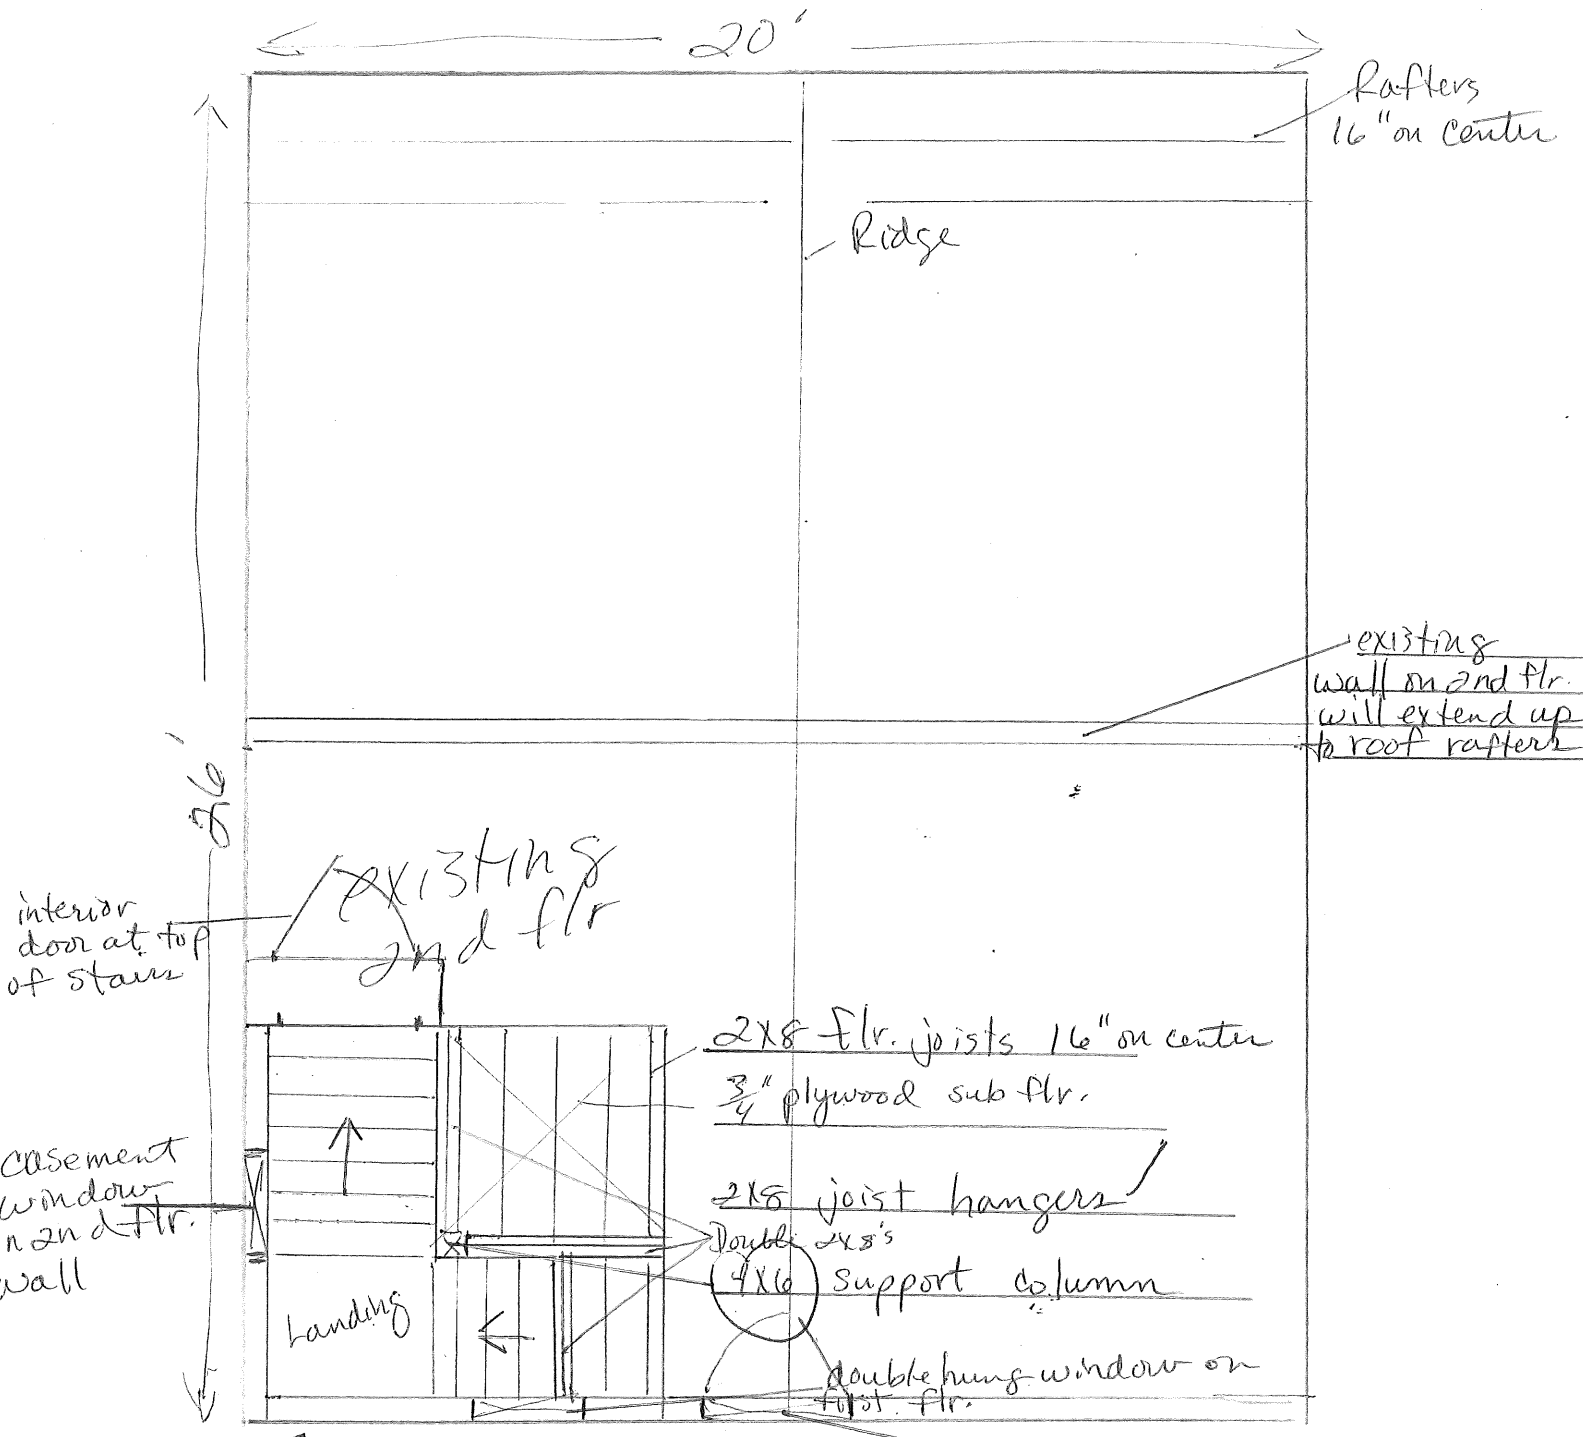 20'
Rafters
16" on center
Ridge
existing
wall on 2nd flr.
will extend up
to roof rafters
26'
existing
2nd flr
interior
door at top
of stairs
2x8 flr. joists 16" on center
3/4" plywood sub flr.
casement
window
n 2nd flr.
wall
2x8 joist hangers
Double 2x8's
4x6 support column
Landing
double hung window on
first flr.